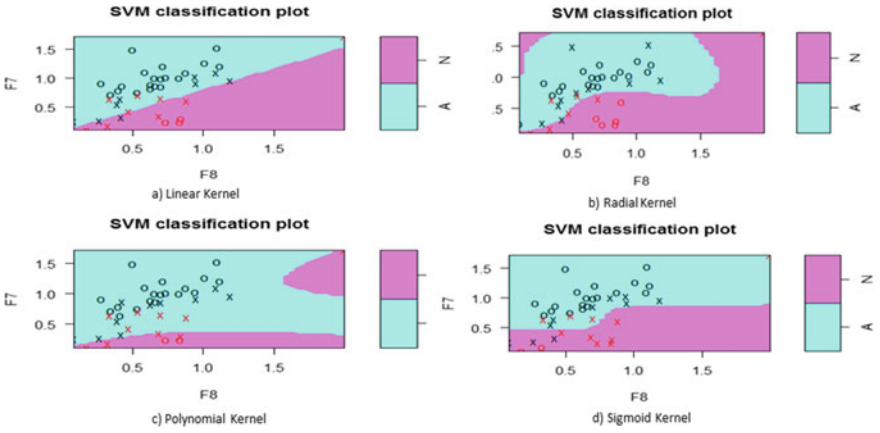 SVM classification plot
F7
1.5
1.0
0.5
0.5
1.0
1.5
F8
N
A
a) Linear Kernel
SVM classification plot
.5
.0
.5
0.5
1.0
1.5
F8
N
A
b) Radial Kernel
SVM classification plot
F7
1.5
1.0
0.5
0.5
1.0
1.5
F8
c) Polynomial Kernel
SVM classification plot
F7
1.5
1.0
0.5
0.5
1.0
1.5
F8
N
A
d) Sigmoid Kernel